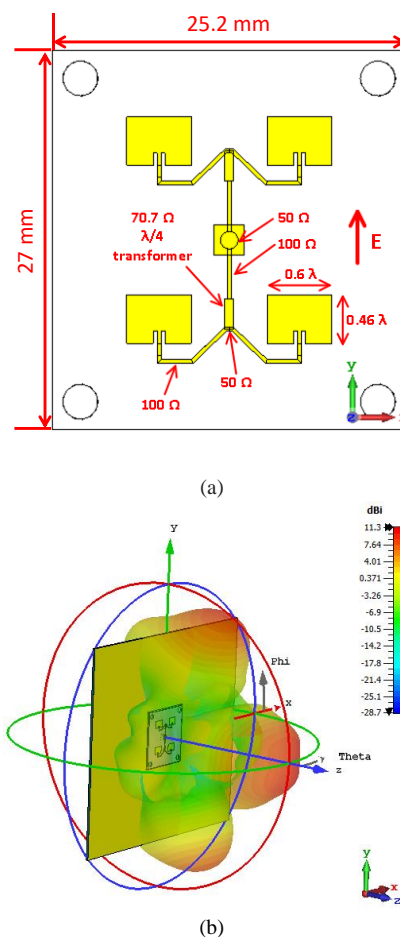 25.2 mm
27 mm
70.7 Ω
λ/4
transformer
50 Ω
100 Ω
E
0.6 λ
0.46 λ
100 Ω
50 Ω
y
z
(a)
dBi
11.3
7.64
4.01
0.371
-3.26
-6.9
-10.5
-14.2
-17.8
-21.5
-25.1
-28.7
y
Phi
x
Theta
z
y
x
z
(b)